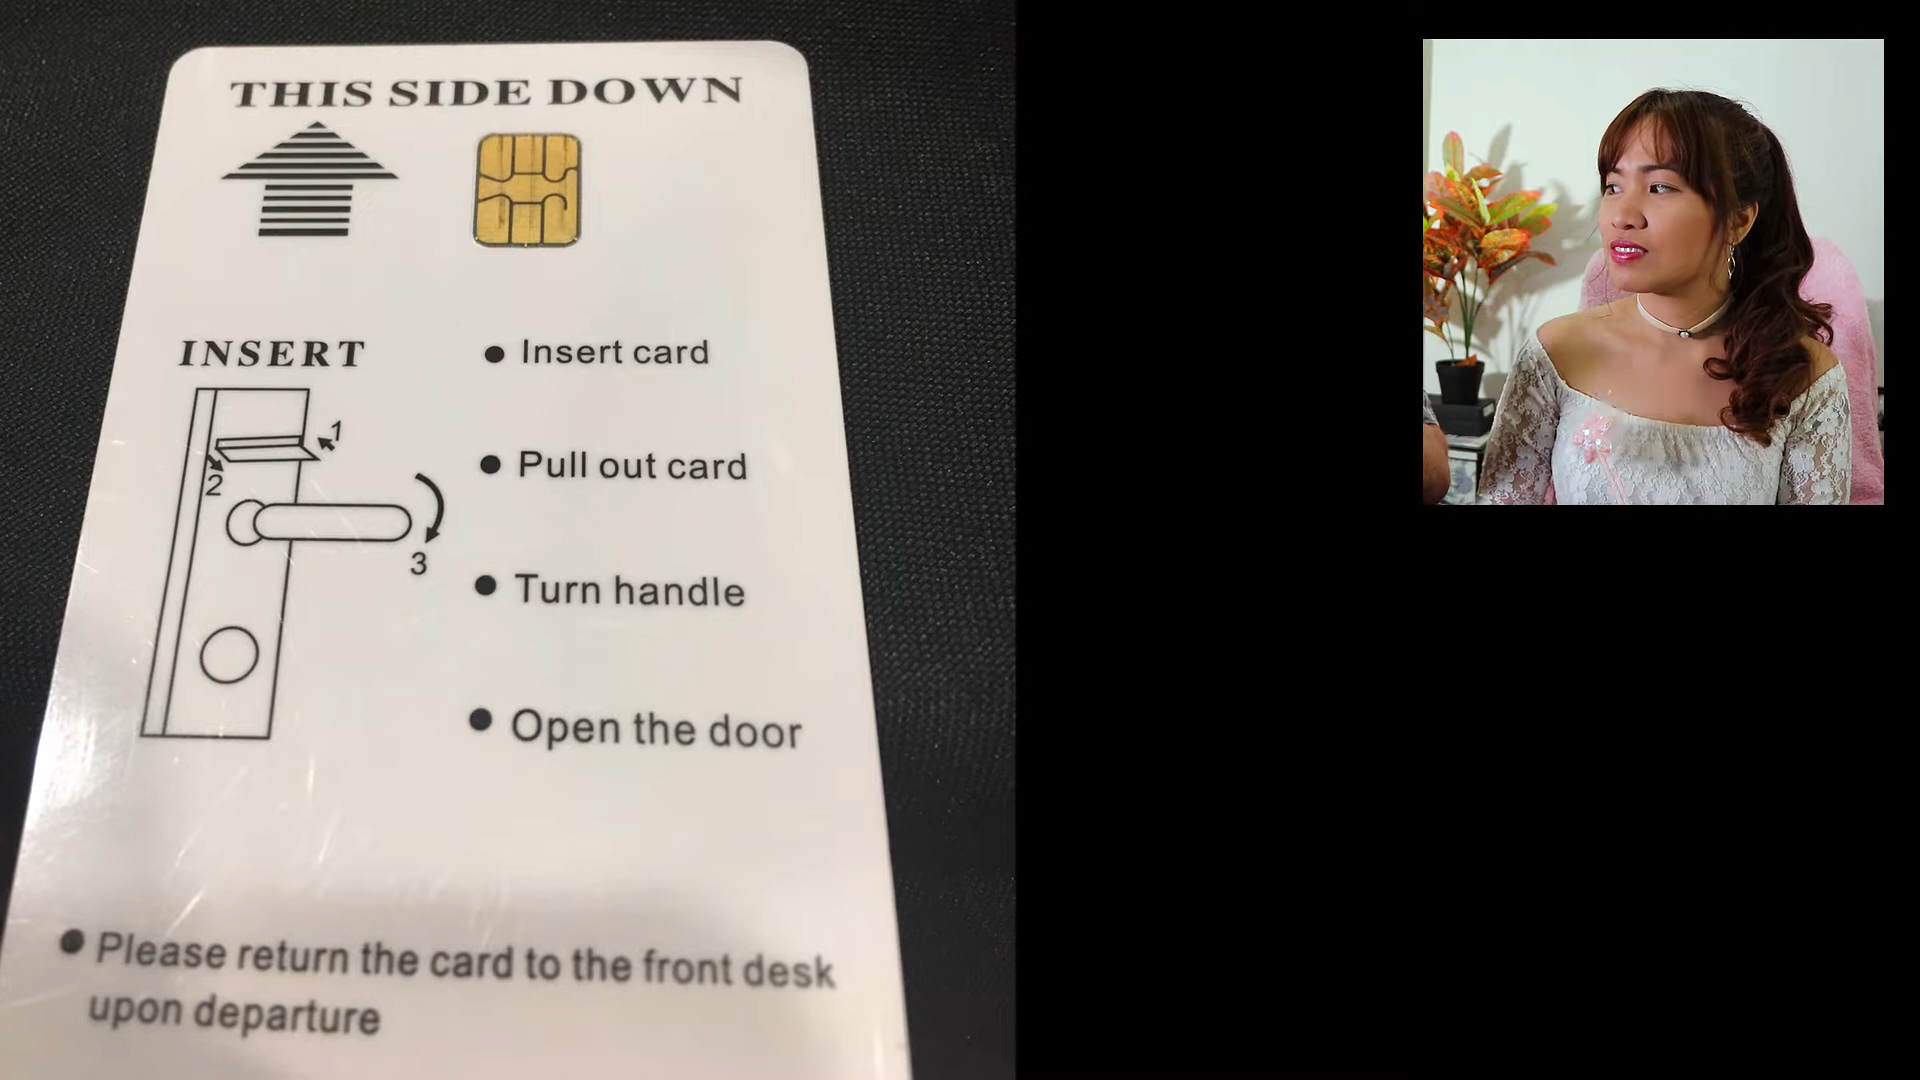 THIS SIDE DOWN
INSERT
1
2
3
Insert card
Pull out card
Turn handle
Open the door
Please return the card to the front desk
upon departure